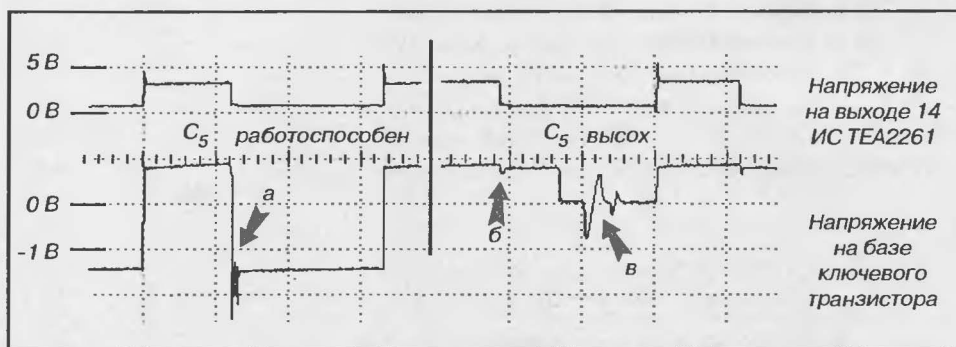 5 В
0 В
C5 работоспособен
C5 высох
Напряжение
на выходе 14
ИС TEA2261
а
0 В
-1 В
б
в
Напряжение
на базе
ключевого
транзистора